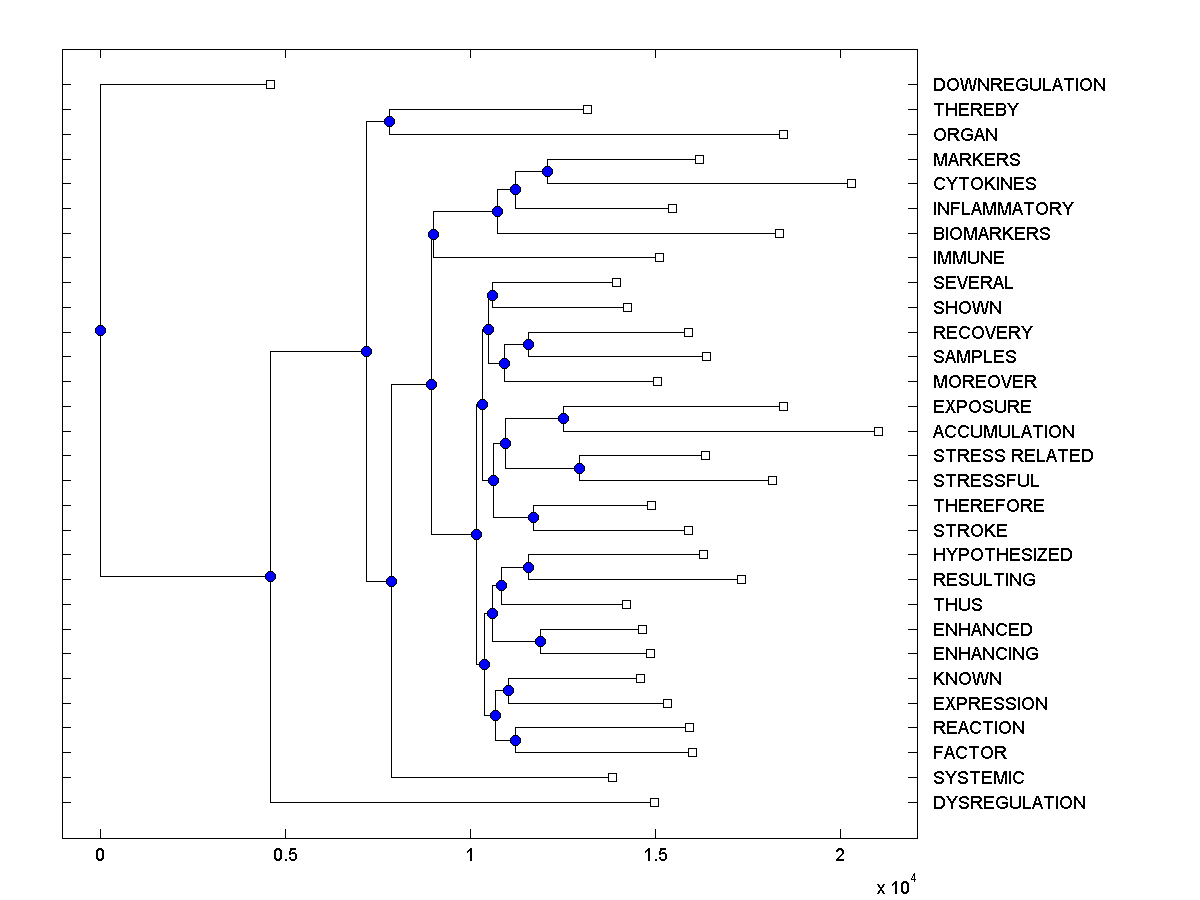 DOWNREGULATION
THEREBY
ORGAN
MARKERS
CYTOKINES
INFLAMMATORY
BIOMARKERS
IMMUNE
SEVERAL
SHOWN
RECOVERY
SAMPLES
MOREOVER
EXPOSURE
ACCUMULATION
STRESS RELATED
STRESSFUL
THEREFORE
STROKE
HYPOTHESIZED
RESULTING
THUS
ENHANCED
ENHANCING
KNOWN
EXPRESSION
REACTION
FACTOR
SYSTEMIC
DYSREGULATION
0 0.5 1 1.5 2
x 10^4